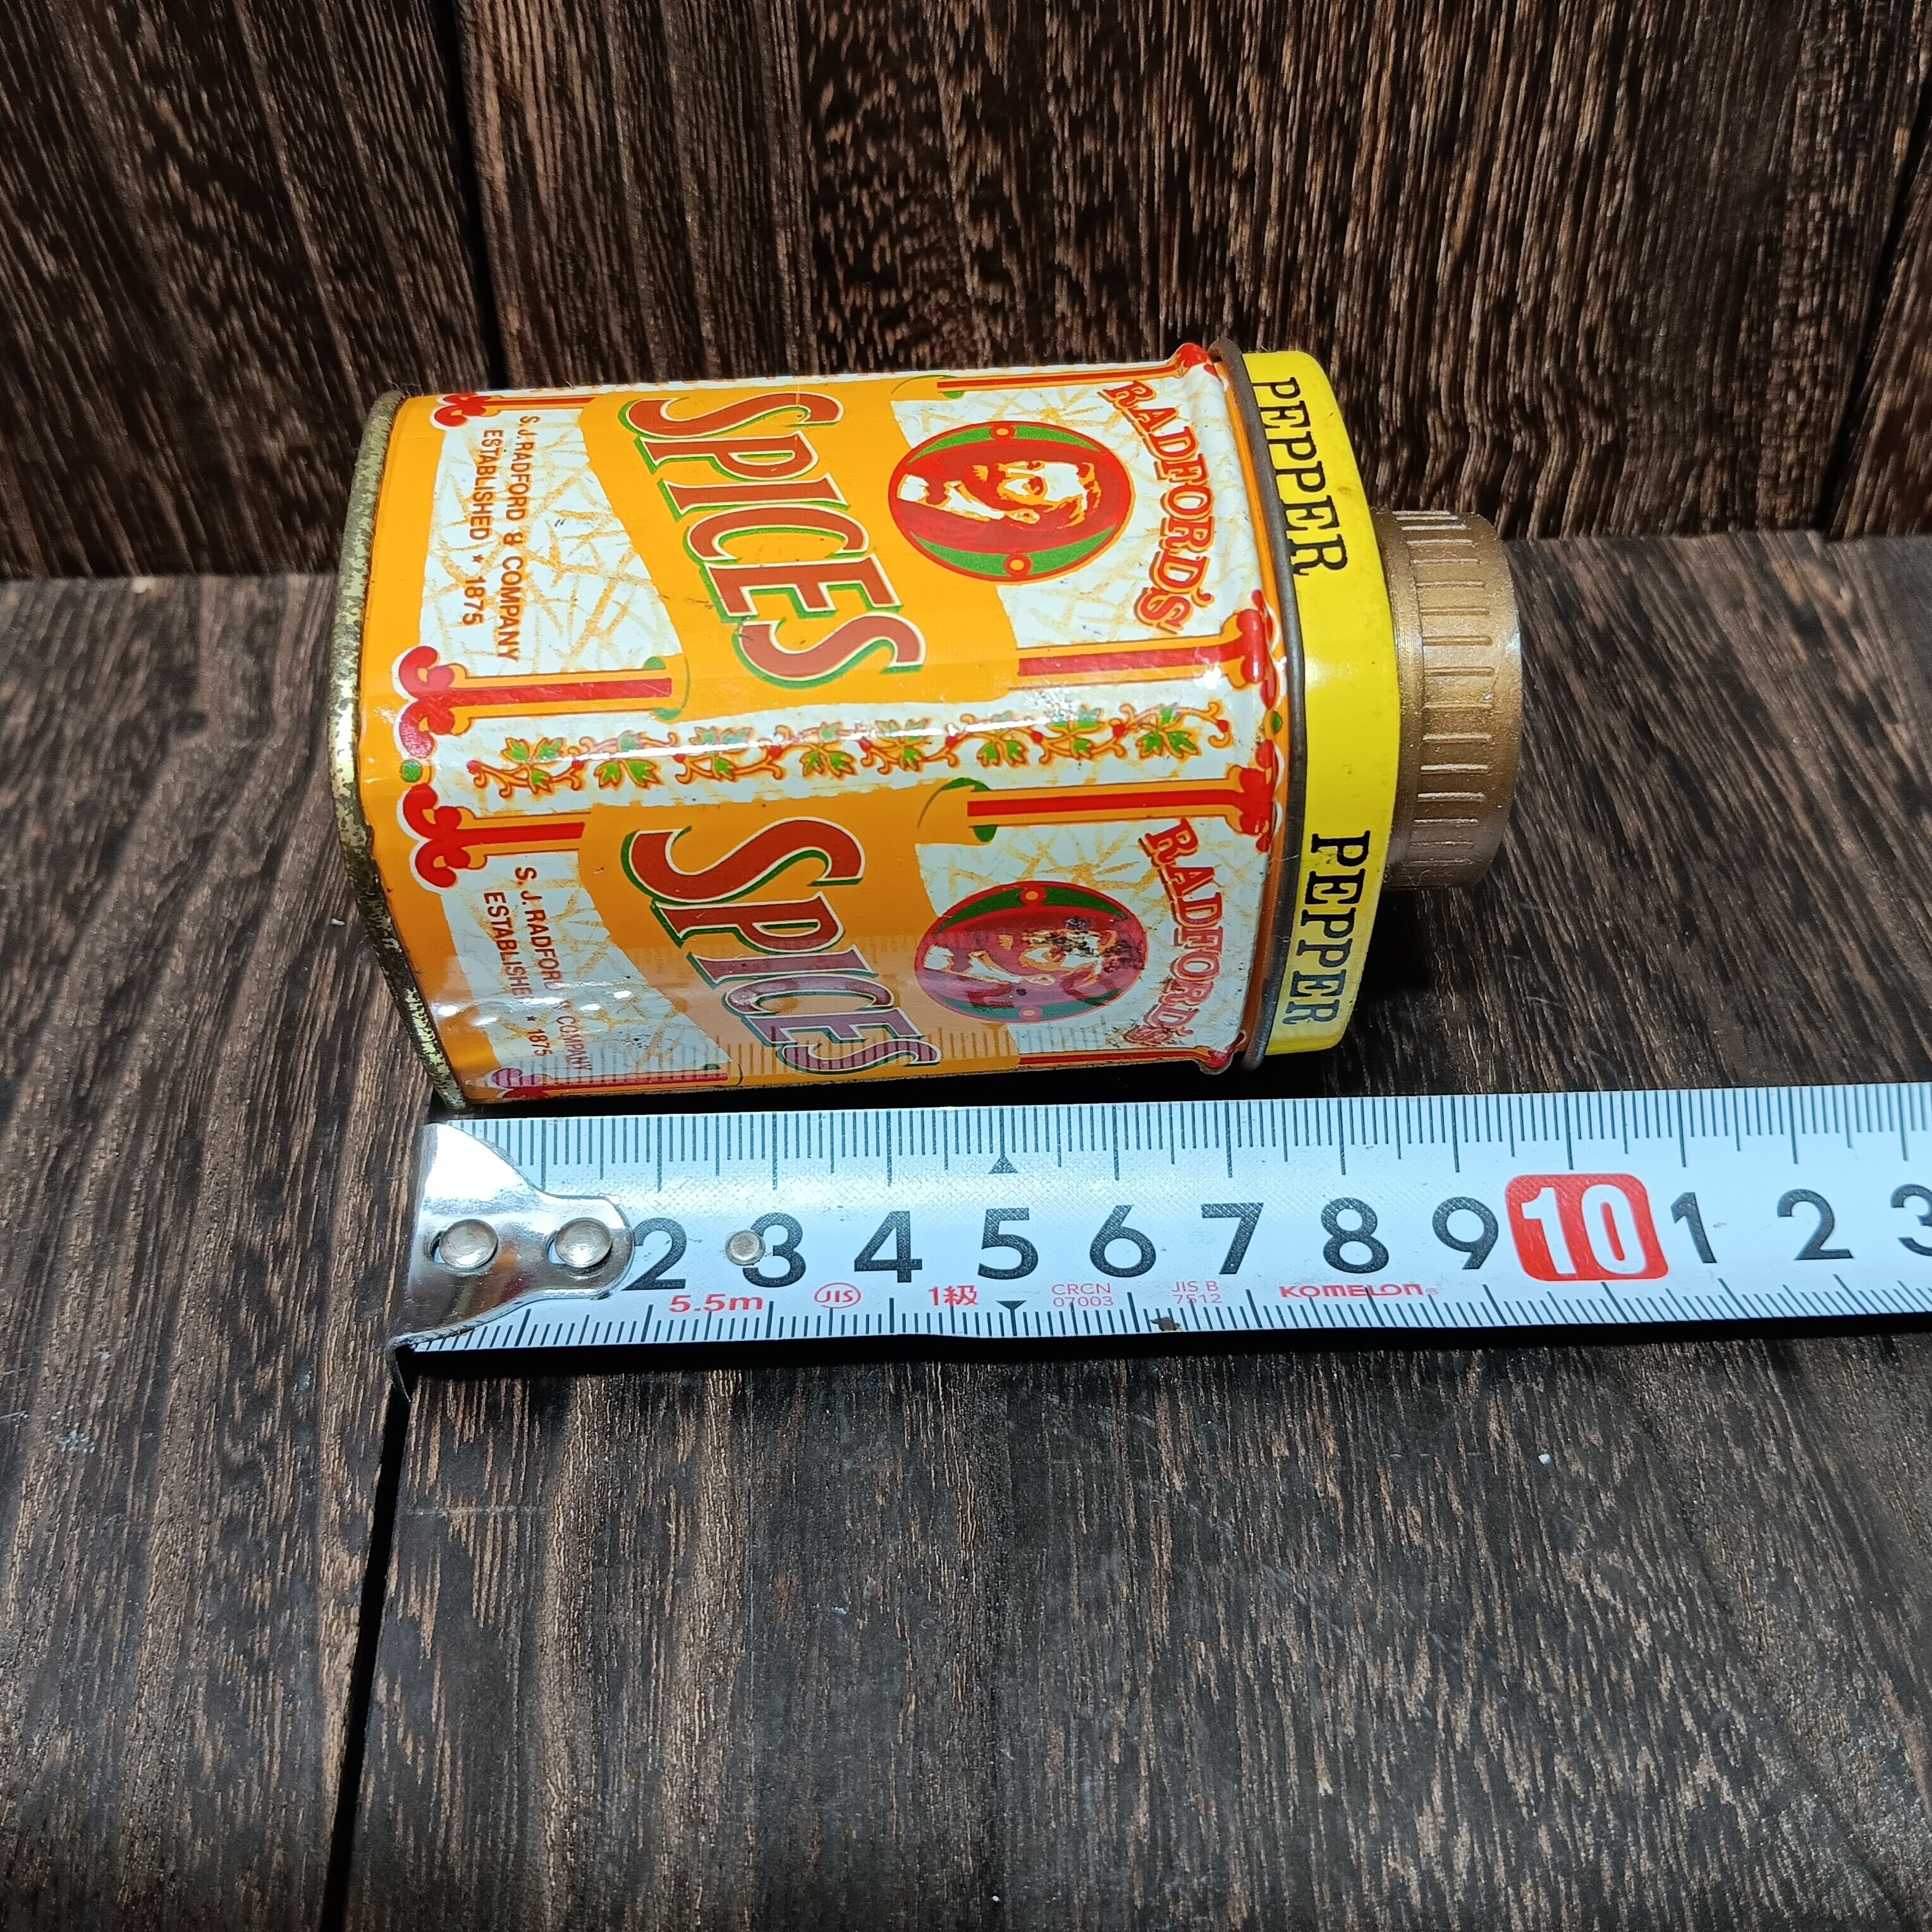 PEPPER
RADFORD'S
SPICES
S.J.RADFORD & COMPANY
ESTABLISHED * 1875
PEPPER
RADFORD'S
SPICES
S.J.RADFORD & COMPANY
ESTABLISHE * 1875
2 3 4 5 6 7 8 9 10 1 2 3
5.5m JIS 1級 CRCN 07003 JIS B 7512 KOMELON®